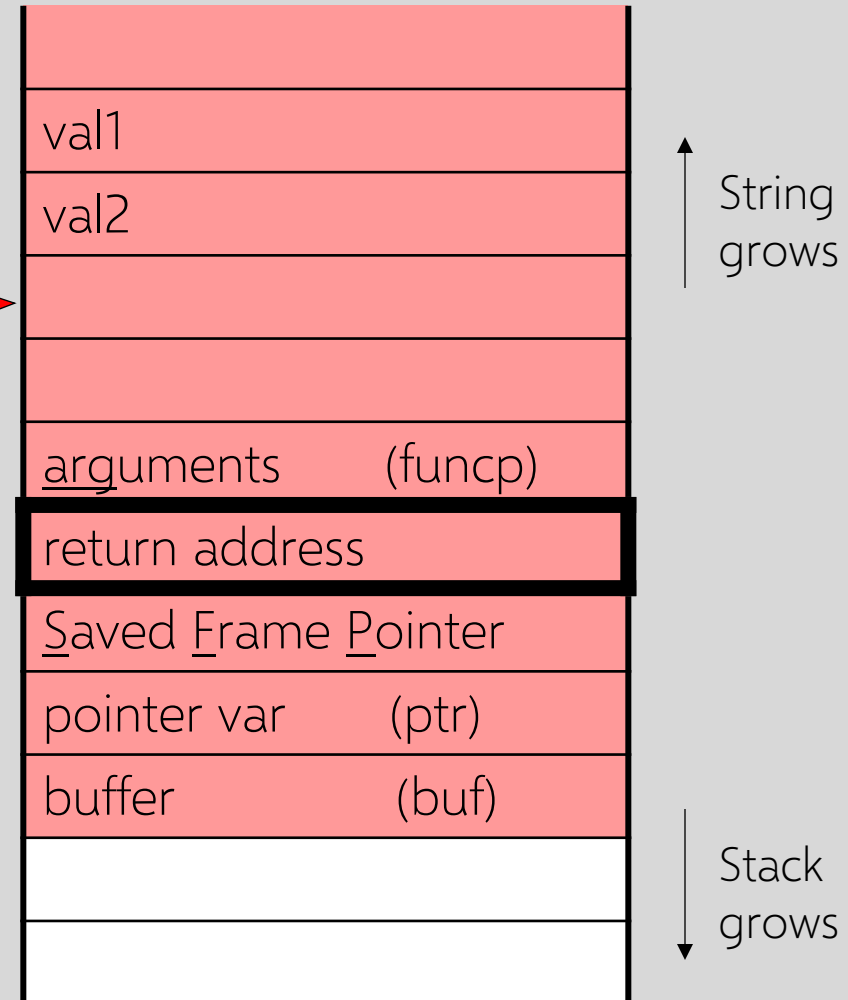 val1
val2
String
grows
arguments (funcp)
return address
Saved Frame Pointer
pointer var (ptr)
buffer (buf)
Stack
grows